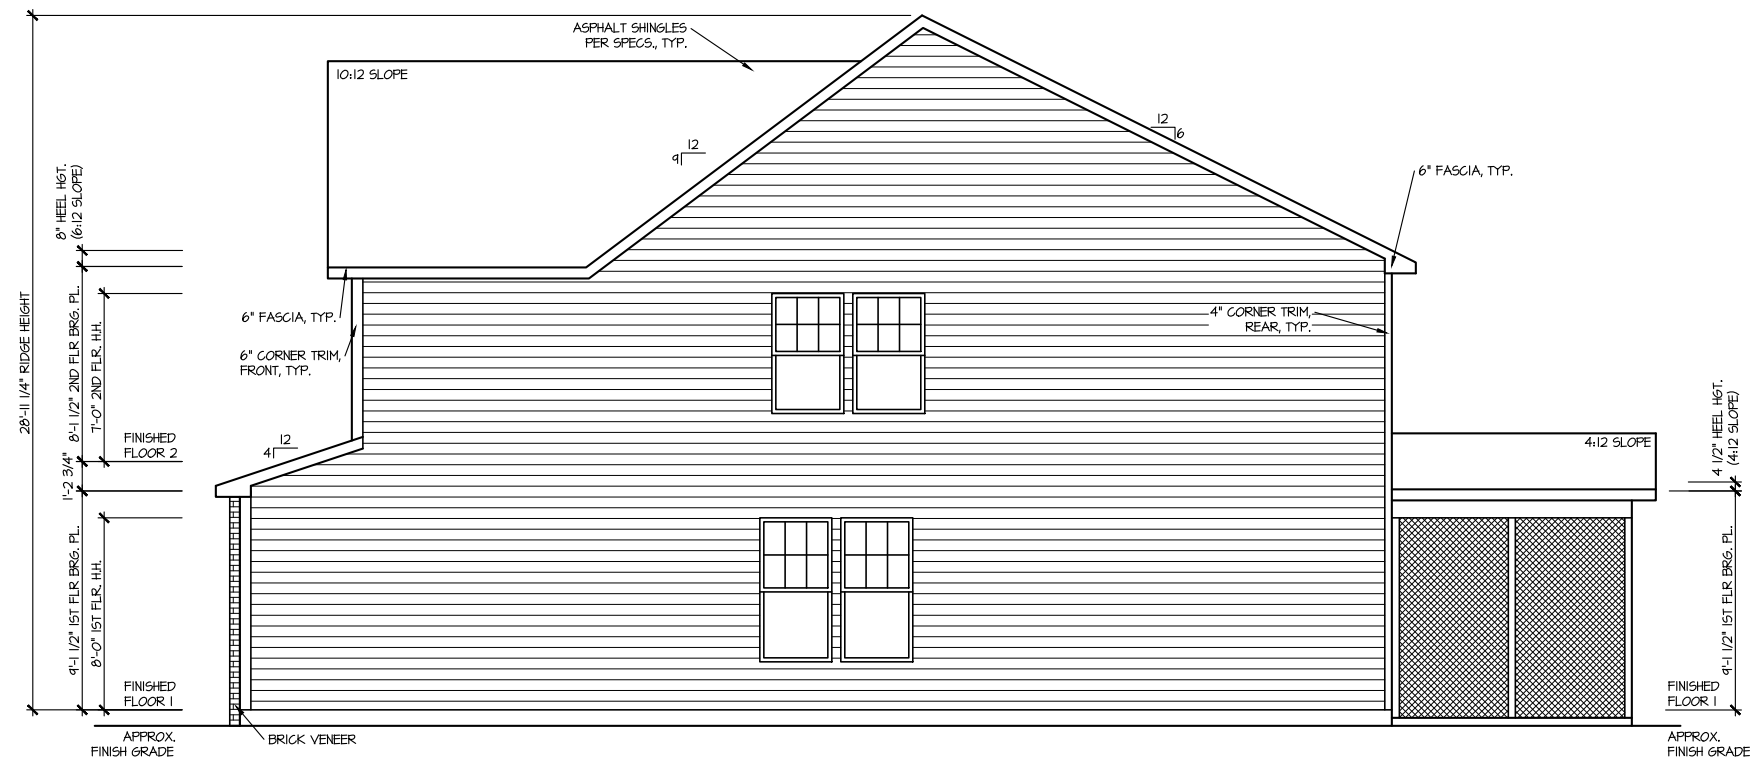 ASPHALT SHINGLES
PER SPECS., TYP.
10:12 SLOPE
12
9
12
6
6" FASCIA, TYP.
8" HEEL HGT.
(6:12 SLOPE)
28'-11 1/4" RIDGE HEIGHT
8'-1 1/2" 2ND FLR BRG. PL.
7'-0" 2ND FLR. H.H.
6" FASCIA, TYP.
6" CORNER TRIM,
FRONT, TYP.
4" CORNER TRIM,
REAR, TYP.
FINISHED
FLOOR 2
12
4
1'-2 3/4"
9'-1 1/2" 1ST FLR BRG. PL.
8'-0" 1ST FLR. H.H.
4:12 SLOPE
4 1/2" HEEL HGT.
(4:12 SLOPE)
9'-1 1/2" 1ST FLR BRG. PL.
FINISHED
FLOOR 1
FINISHED
FLOOR 1
APPROX.
FINISH GRADE
BRICK VENEER
APPROX.
FINISH GRADE